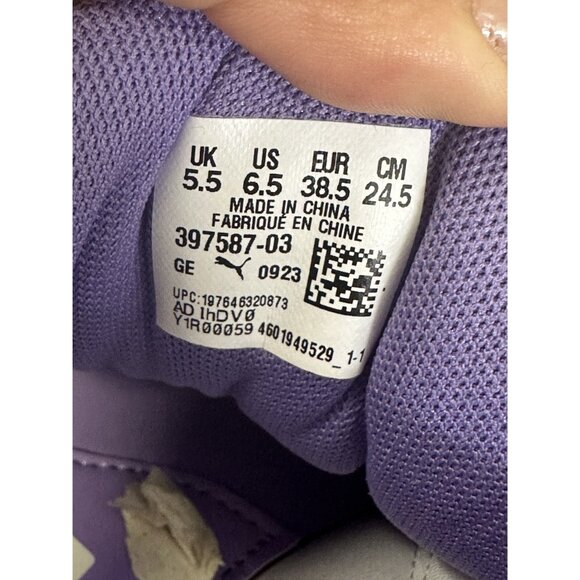 UK US EUR CM
5.5 6.5 38.5 24.5
MADE IN CHINA
FABRIQUÉ EN CHINE
397587-03
GE 0923
UPC:197646320873
AD IhDV0
Y1R00059 4601949529_ 1-1